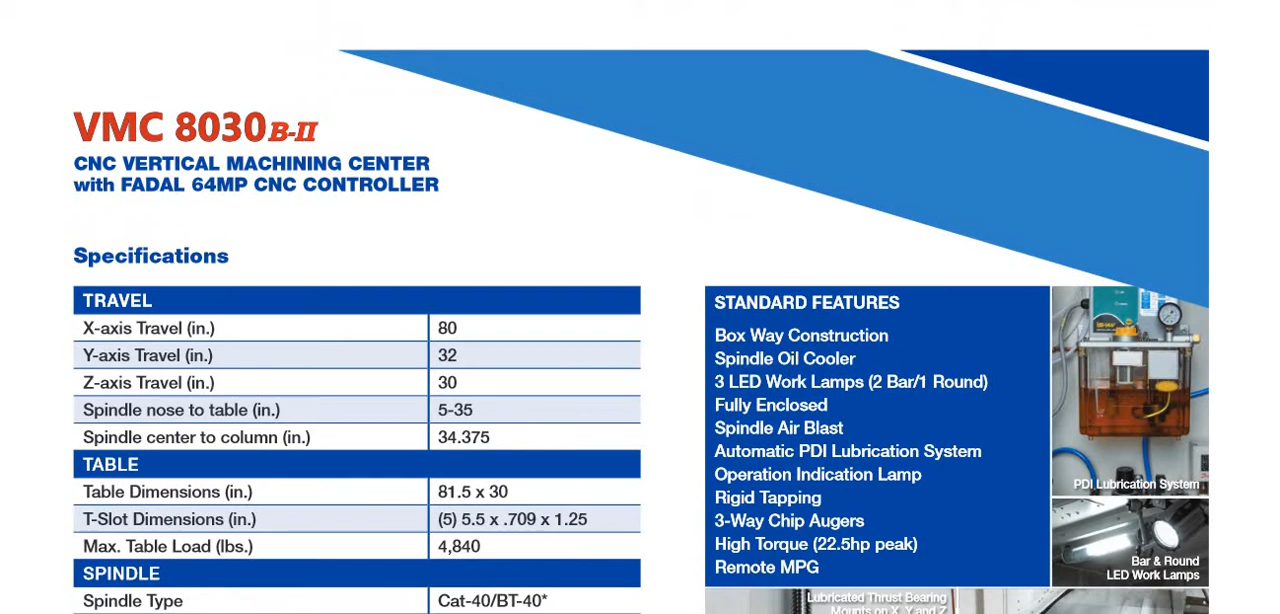 VMC 8030 B-II
CNC VERTICAL MACHINING CENTER
with FADAL 64MP CNC CONTROLLER
Specifications
TRAVEL
X-axis Travel (in.) 80
Y-axis Travel (in.) 32
Z-axis Travel (in.) 30
Spindle nose to table (in.) 5-35
Spindle center to column (in.) 34.375
TABLE
Table Dimensions (in.) 81.5 x 30
T-Slot Dimensions (in.) (5) 5.5 x .709 x 1.25
Max. Table Load (lbs.) 4,840
SPINDLE
Spindle Type Cat-40/BT-40*
STANDARD FEATURES
Box Way Construction
Spindle Oil Cooler
3 LED Work Lamps (2 Bar/1 Round)
Fully Enclosed
Spindle Air Blast
Automatic PDI Lubrication System
Operation Indication Lamp
Rigid Tapping
3-Way Chip Augers
High Torque (22.5hp peak)
Remote MPG
PDI Lubrication System
Bar & Round
LED Work Lamps
Lubricated Thrust Bearing
Mounts on X, Y and Z